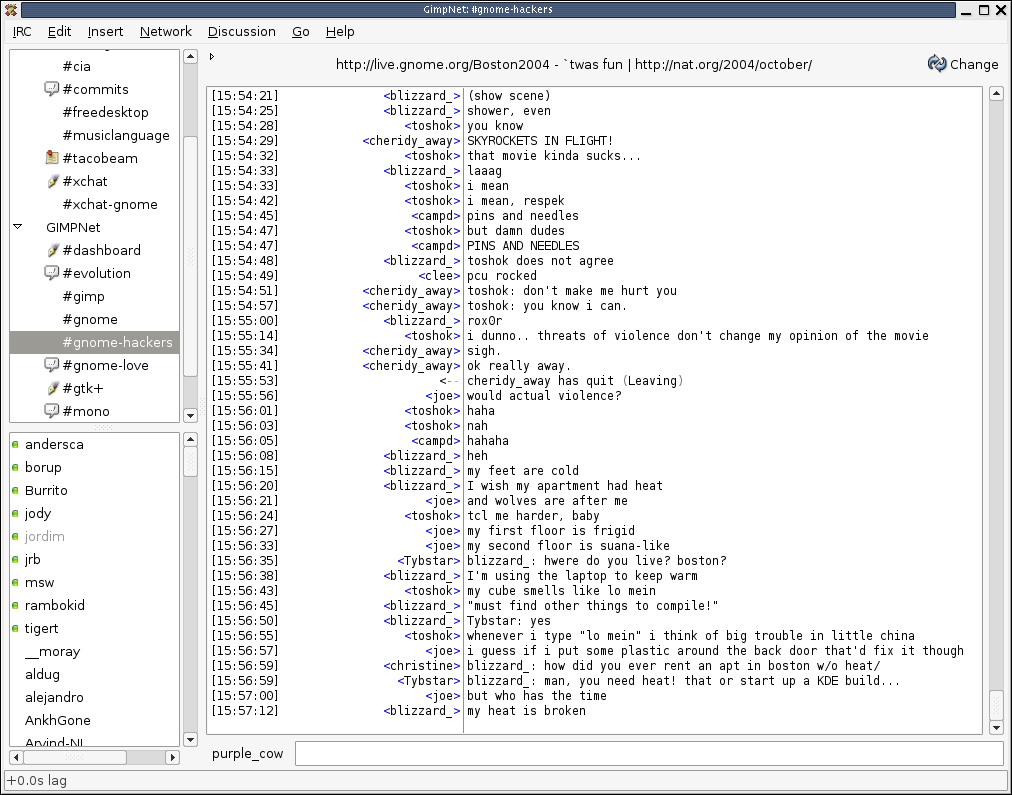 GimpNet: #gnome-hackers
IRC Edit Insert Network Discussion Go Help
#cia
#commits
#freedesktop
#musiclanguage
#tacobeam
#xchat
#xchat-gnome
GIMPNet
#dashboard
#evolution
#gimp
#gnome
#gnome-hackers
#gnome-love
#gtk+
#mono
andersca
borup
Burrito
jody
jordim
jrb
msw
rambokid
tigert
__moray
aldug
alejandro
AnkhGone
Arvind-NL
http://live.gnome.org/Boston2004 - `twas fun | http://nat.org/2004/october/
Change
[15:54:21] <blizzard_> (show scene)
[15:54:25] <blizzard_> shower, even
[15:54:28] <toshok> you know
[15:54:29] <cheridy_away> SKYROCKETS IN FLIGHT!
[15:54:32] <toshok> that movie kinda sucks...
[15:54:33] <blizzard_> laaag
[15:54:33] <toshok> i mean
[15:54:42] <toshok> i mean, respek
[15:54:45] <campd> pins and needles
[15:54:47] <toshok> but damn dudes
[15:54:47] <campd> PINS AND NEEDLES
[15:54:48] <blizzard_> toshok does not agree
[15:54:49] <clee> pcu rocked
[15:54:51] <cheridy_away> toshok: don't make me hurt you
[15:54:57] <cheridy_away> toshok: you know i can.
[15:55:00] <blizzard_> rox0r
[15:55:14] <toshok> i dunno.. threats of violence don't change my opinion of the movie
[15:55:34] <cheridy_away> sigh.
[15:55:41] <cheridy_away> ok really away.
[15:55:53] <-- cheridy_away has quit (Leaving)
[15:55:56] <joe> would actual violence?
[15:56:01] <toshok> haha
[15:56:03] <toshok> nah
[15:56:05] <campd> hahaha
[15:56:08] <blizzard_> heh
[15:56:15] <blizzard_> my feet are cold
[15:56:20] <blizzard_> I wish my apartment had heat
[15:56:21] <joe> and wolves are after me
[15:56:24] <toshok> tcl me harder, baby
[15:56:27] <joe> my first floor is frigid
[15:56:33] <joe> my second floor is suana-like
[15:56:35] <Tybstar> blizzard_: hwere do you live? boston?
[15:56:38] <blizzard_> I'm using the laptop to keep warm
[15:56:43] <toshok> my cube smells like lo mein
[15:56:45] <blizzard_> "must find other things to compile!"
[15:56:50] <blizzard_> Tybstar: yes
[15:56:55] <toshok> whenever i type "lo mein" i think of big trouble in little china
[15:56:57] <joe> i guess if i put some plastic around the back door that'd fix it though
[15:56:59] <christine> blizzard_: how did you ever rent an apt in boston w/o heat/
[15:56:59] <Tybstar> blizzard_: man, you need heat! that or start up a KDE build...
[15:57:00] <joe> but who has the time
[15:57:12] <blizzard_> my heat is broken
purple_cow
+0.0s lag